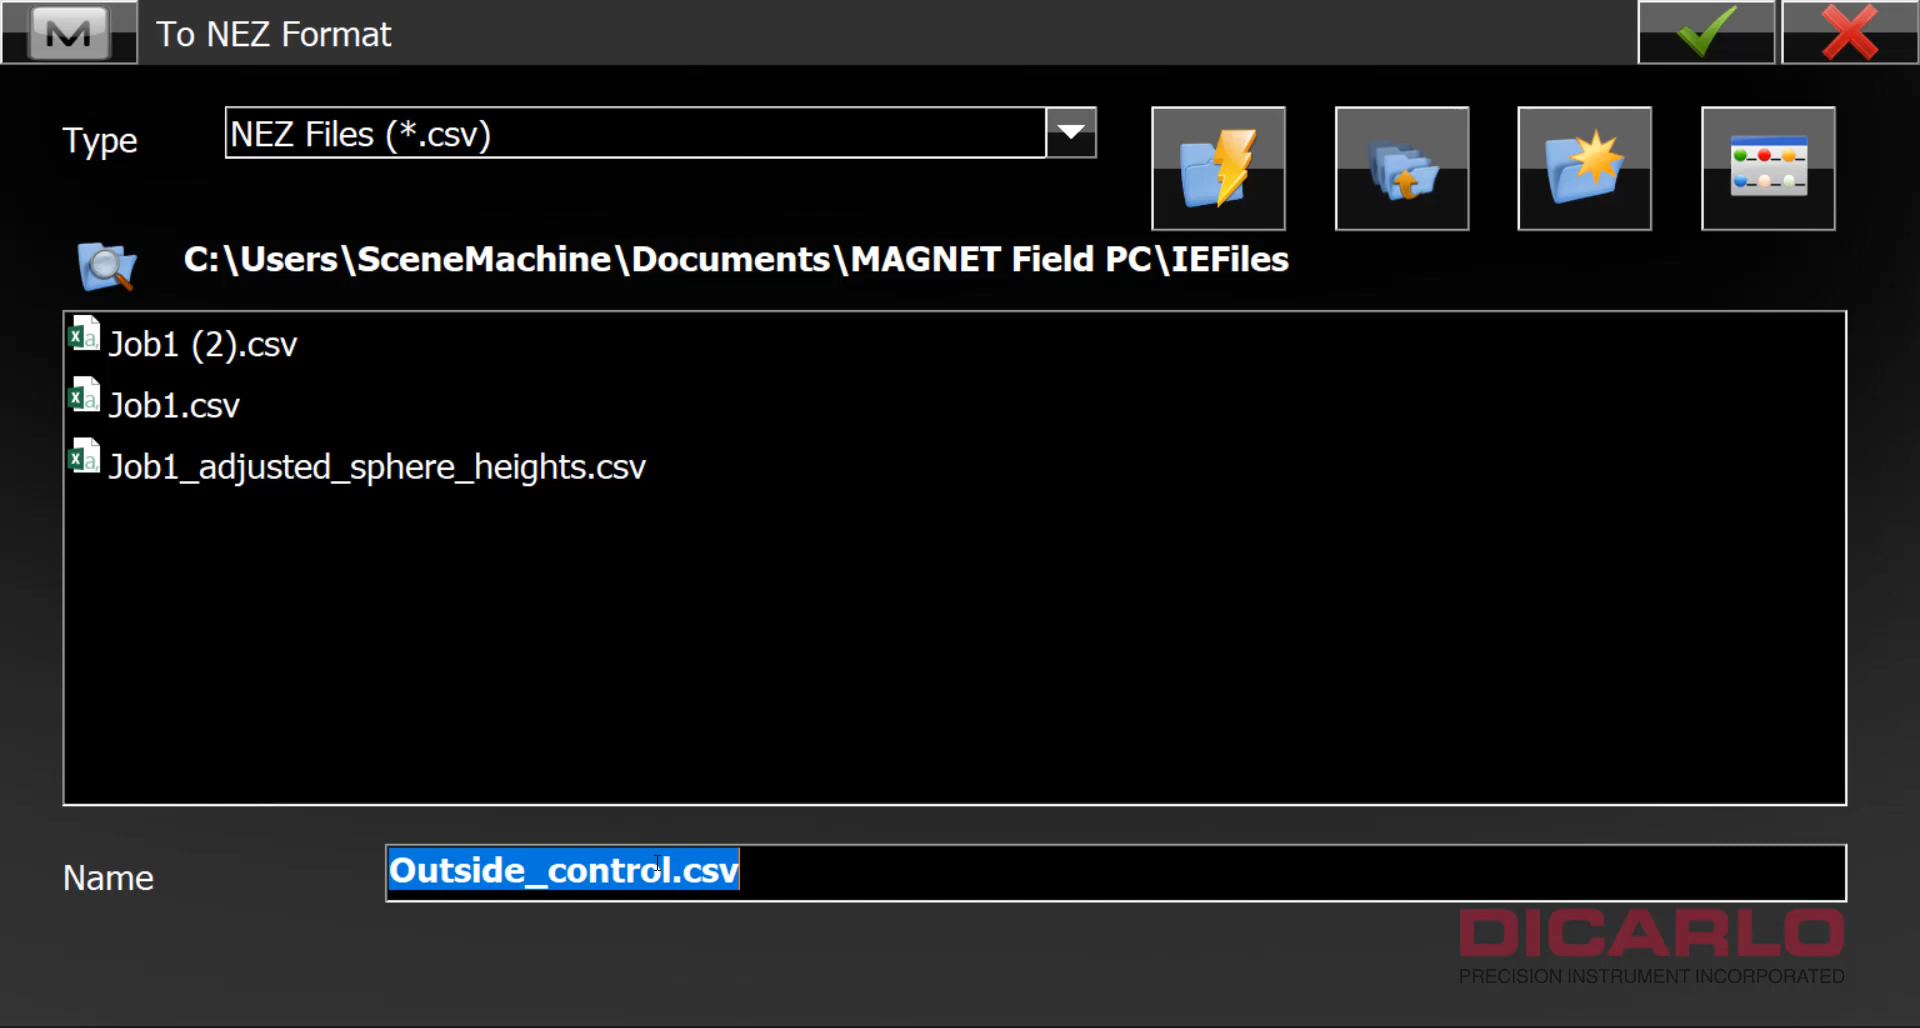 To NEZ Format
Type
NEZ Files (*.csv)
C:\Users\SceneMachine\Documents\MAGNET Field PC\IEFiles
Job1 (2).csv
Job1.csv
Job1_adjusted_sphere_heights.csv
Name
Outside_control.csv
DICARLO
PRECISION INSTRUMENT INCORPORATED